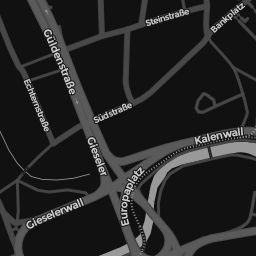 Steinstraße
Bankplatz
Güldenstraße
Echternstraße
Südstraße
Kalenwall
Gieseler
Europaplatz
Gieselerwall